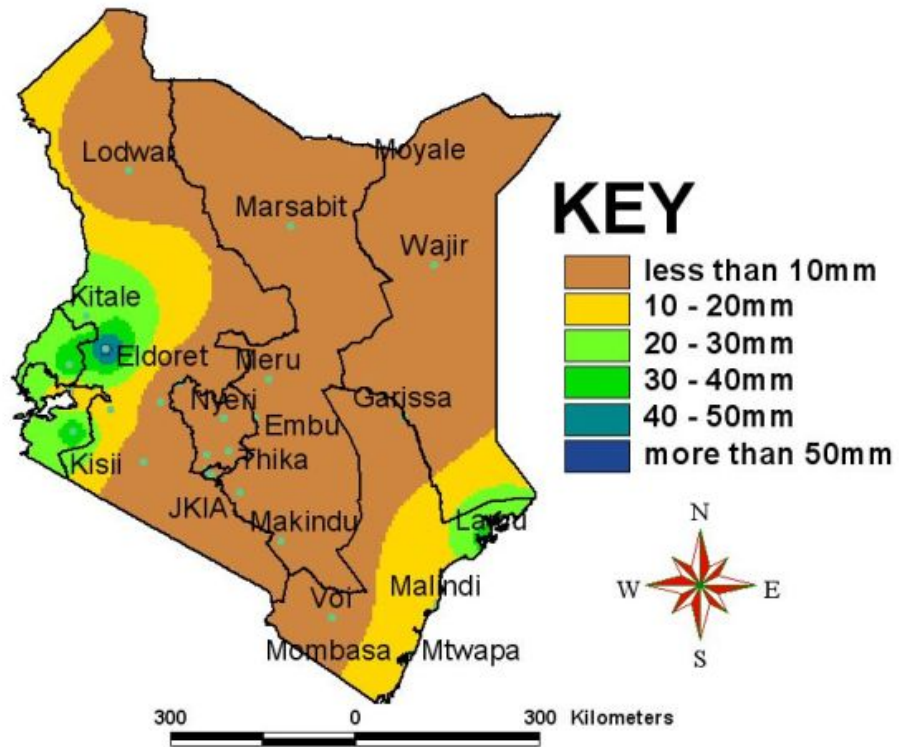 Lodwar
Moyale
Marsabit
Wajir
KEY
less than 10mm
10 - 20mm
20 - 30mm
30 - 40mm
40 - 50mm
more than 50mm
Kitale
Eldoret
Meru
Nyeri
Garissa
Embu
Kisii
Thika
JKIA
Makindu
Lamu
Malindi
Voi
Mombasa
Mtwapa
N
W
E
S
300 0 300 Kilometers